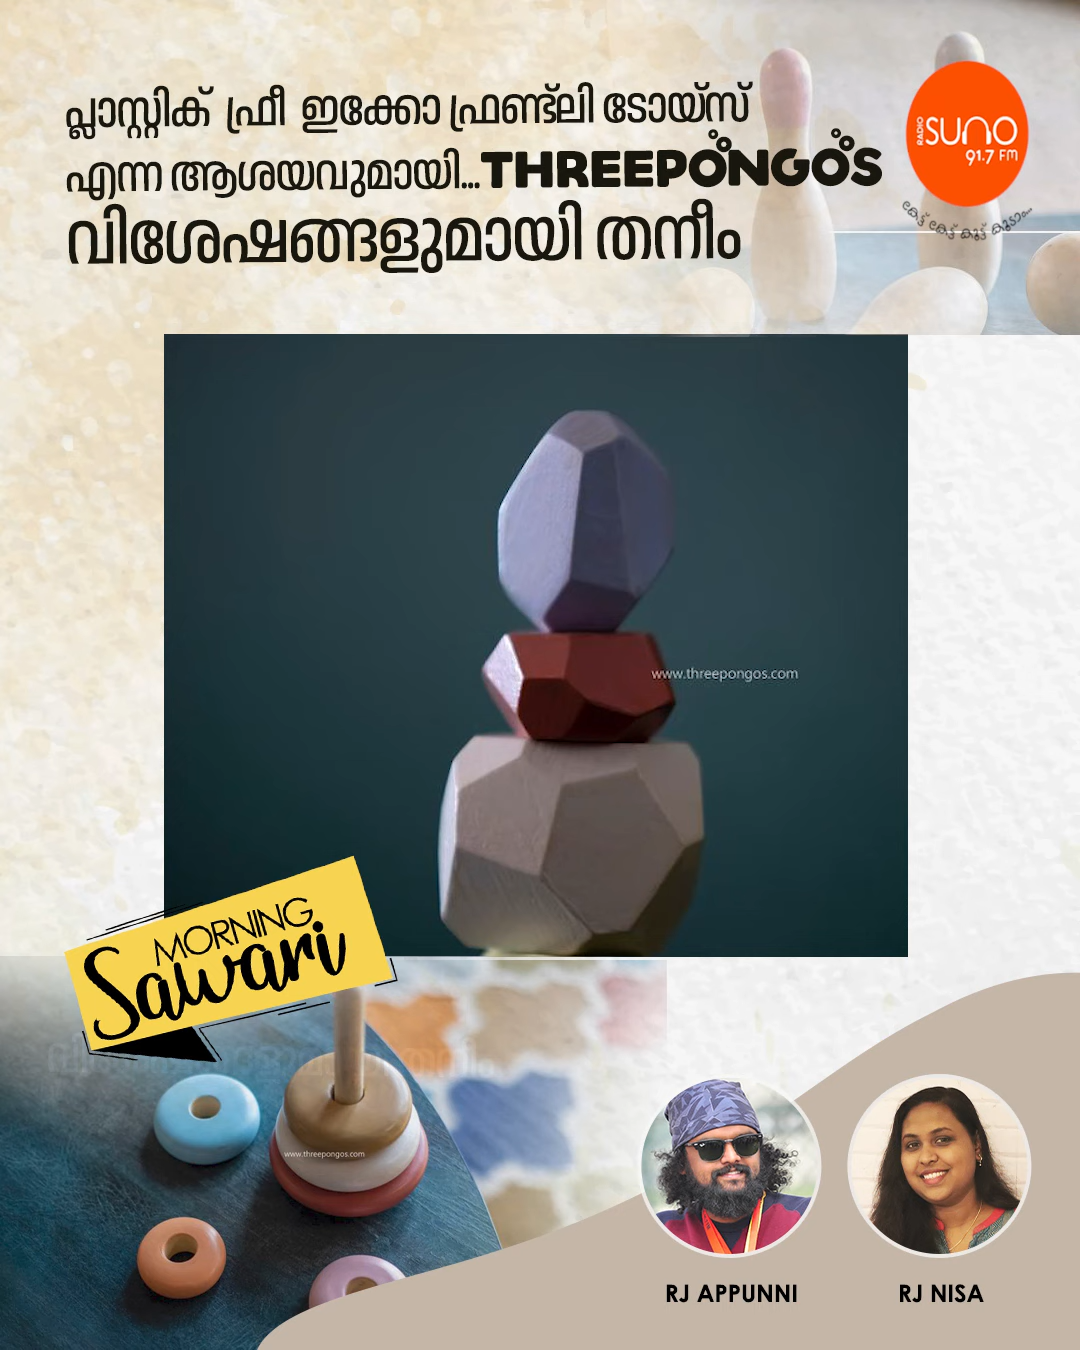 പ്ലാസ്റ്റിക് ഫ്രീ ഇക്കോ ഫ്രണ്ട്ലി ടോയ്സ്
എന്ന ആശയവുമായി...THREEPONGOS
വിശേഷങ്ങളുമായി തനീം
RADIO
SUNO
91.7 FM
കേട്ട് കേട്ട് കൂട്ട് കൂടാം...
www.threepongos.com
MORNING
Sawari
www.threepongos.com
RJ APPUNNI
RJ NISA